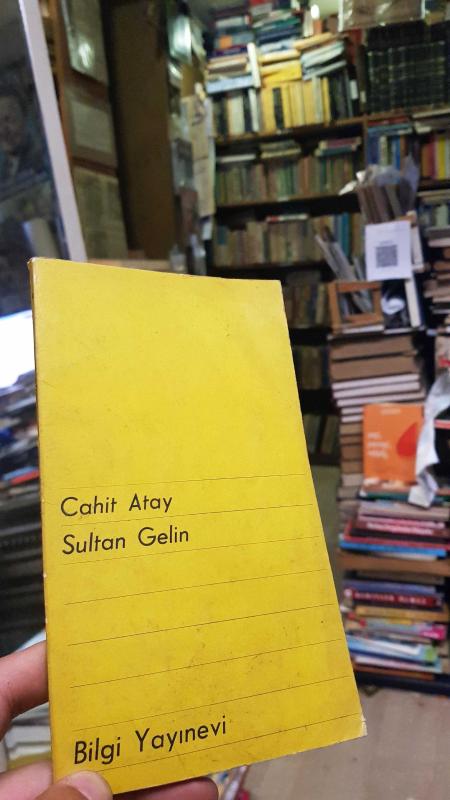 Cahit Atay
Sultan Gelin
Bilgi Yayınevi